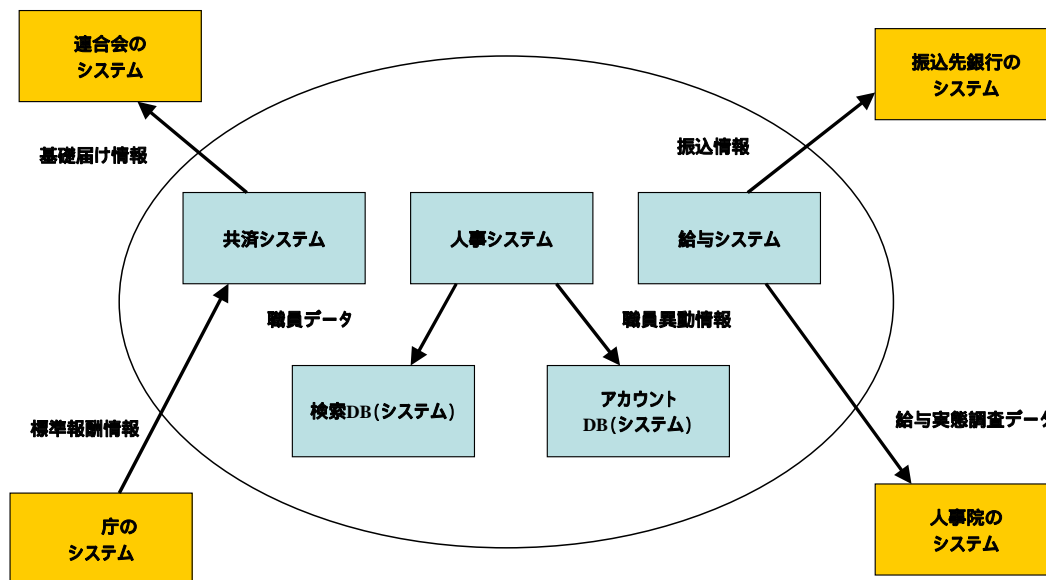 連合会の
システム
振込先銀行の
システム
基礎届け情報
振込情報
共済システム
人事システム
給与システム
職員データ
職員異動情報
検索DB(システム)
アカウント
DB(システム)
標準報酬情報
給与実態調査データ
庁の
システム
人事院の
システム